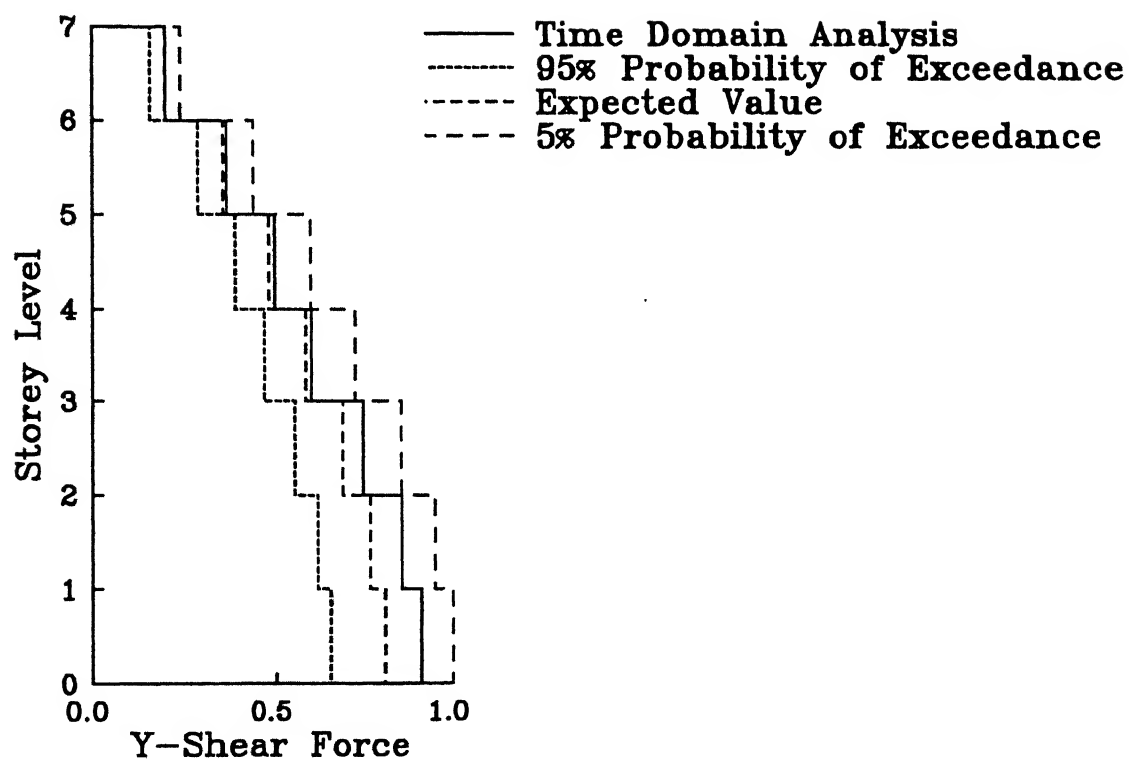 7
6
5
4
3
2
1
0
Storey Level
0.0
0.5
1.0
Y-Shear Force
Time Domain Analysis
95% Probability of Exceedance
Expected Value
5% Probability of Exceedance